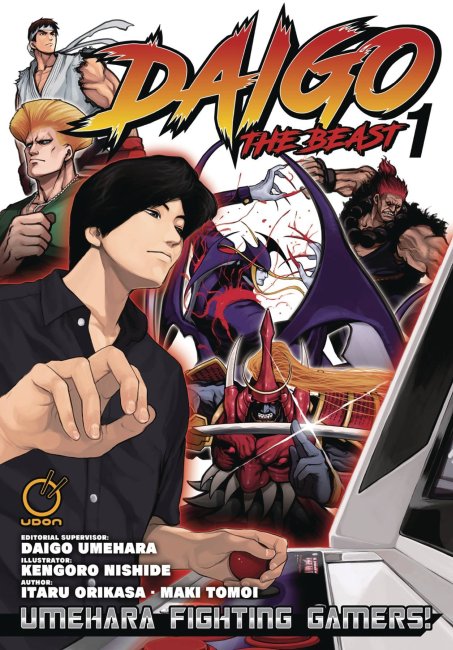 DAIGO
THE BEAST 1
UDON
EDITORIAL SUPERVISOR:
DAIGO UMEHARA
ILLUSTRATOR:
KENGORO NISHIDE
AUTHOR:
ITARU ORIKASA · MAKI TOMOI
UMEHARA FIGHTING GAMERS!